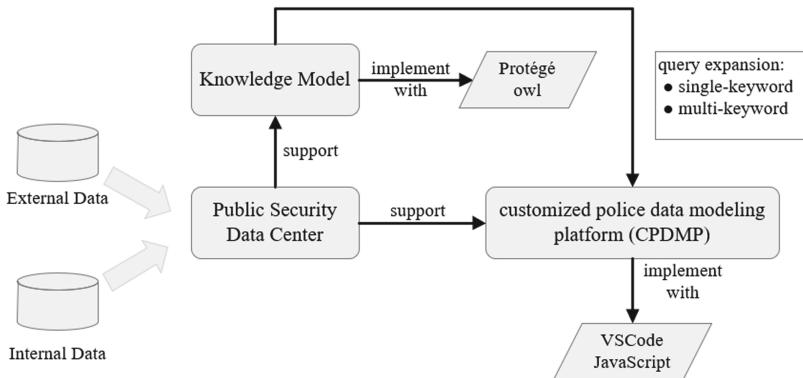 Knowledge Model
implement
with
Protégé
owl
query expansion:
● single-keyword
● multi-keyword
support
External Data
Public Security
Data Center
support
customized police data modeling
platform (CPDMP)
implement
with
Internal Data
VSCode
JavaScript